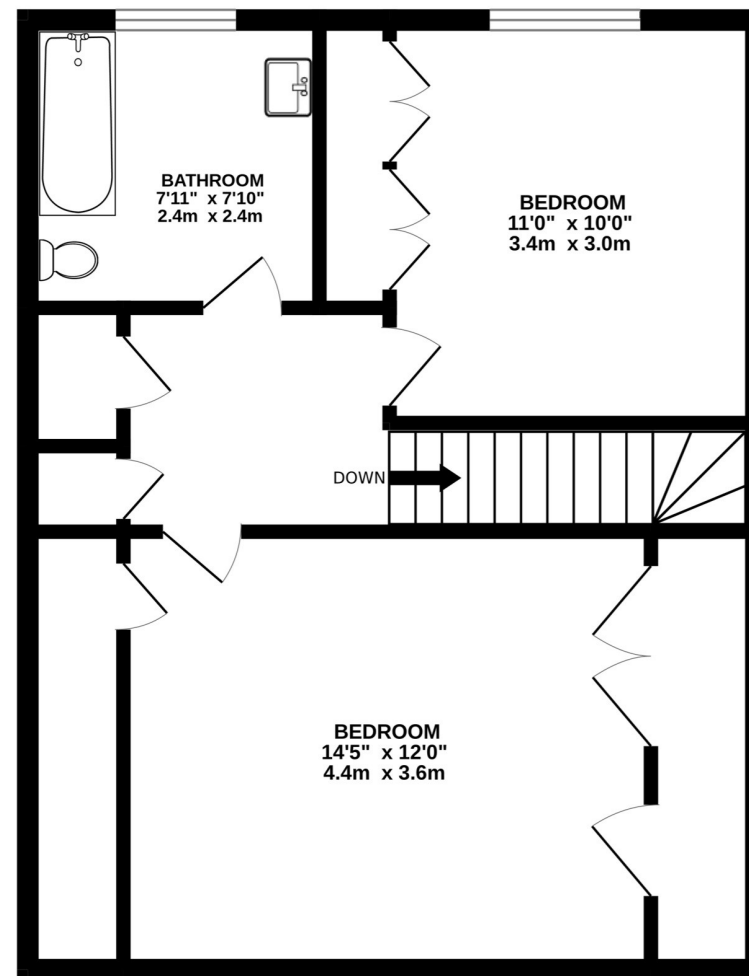 BATHROOM
7'11" x 7'10"
2.4m x 2.4m
BEDROOM
11'0" x 10'0"
3.4m x 3.0m
DOWN
BEDROOM
14'5" x 12'0"
4.4m x 3.6m